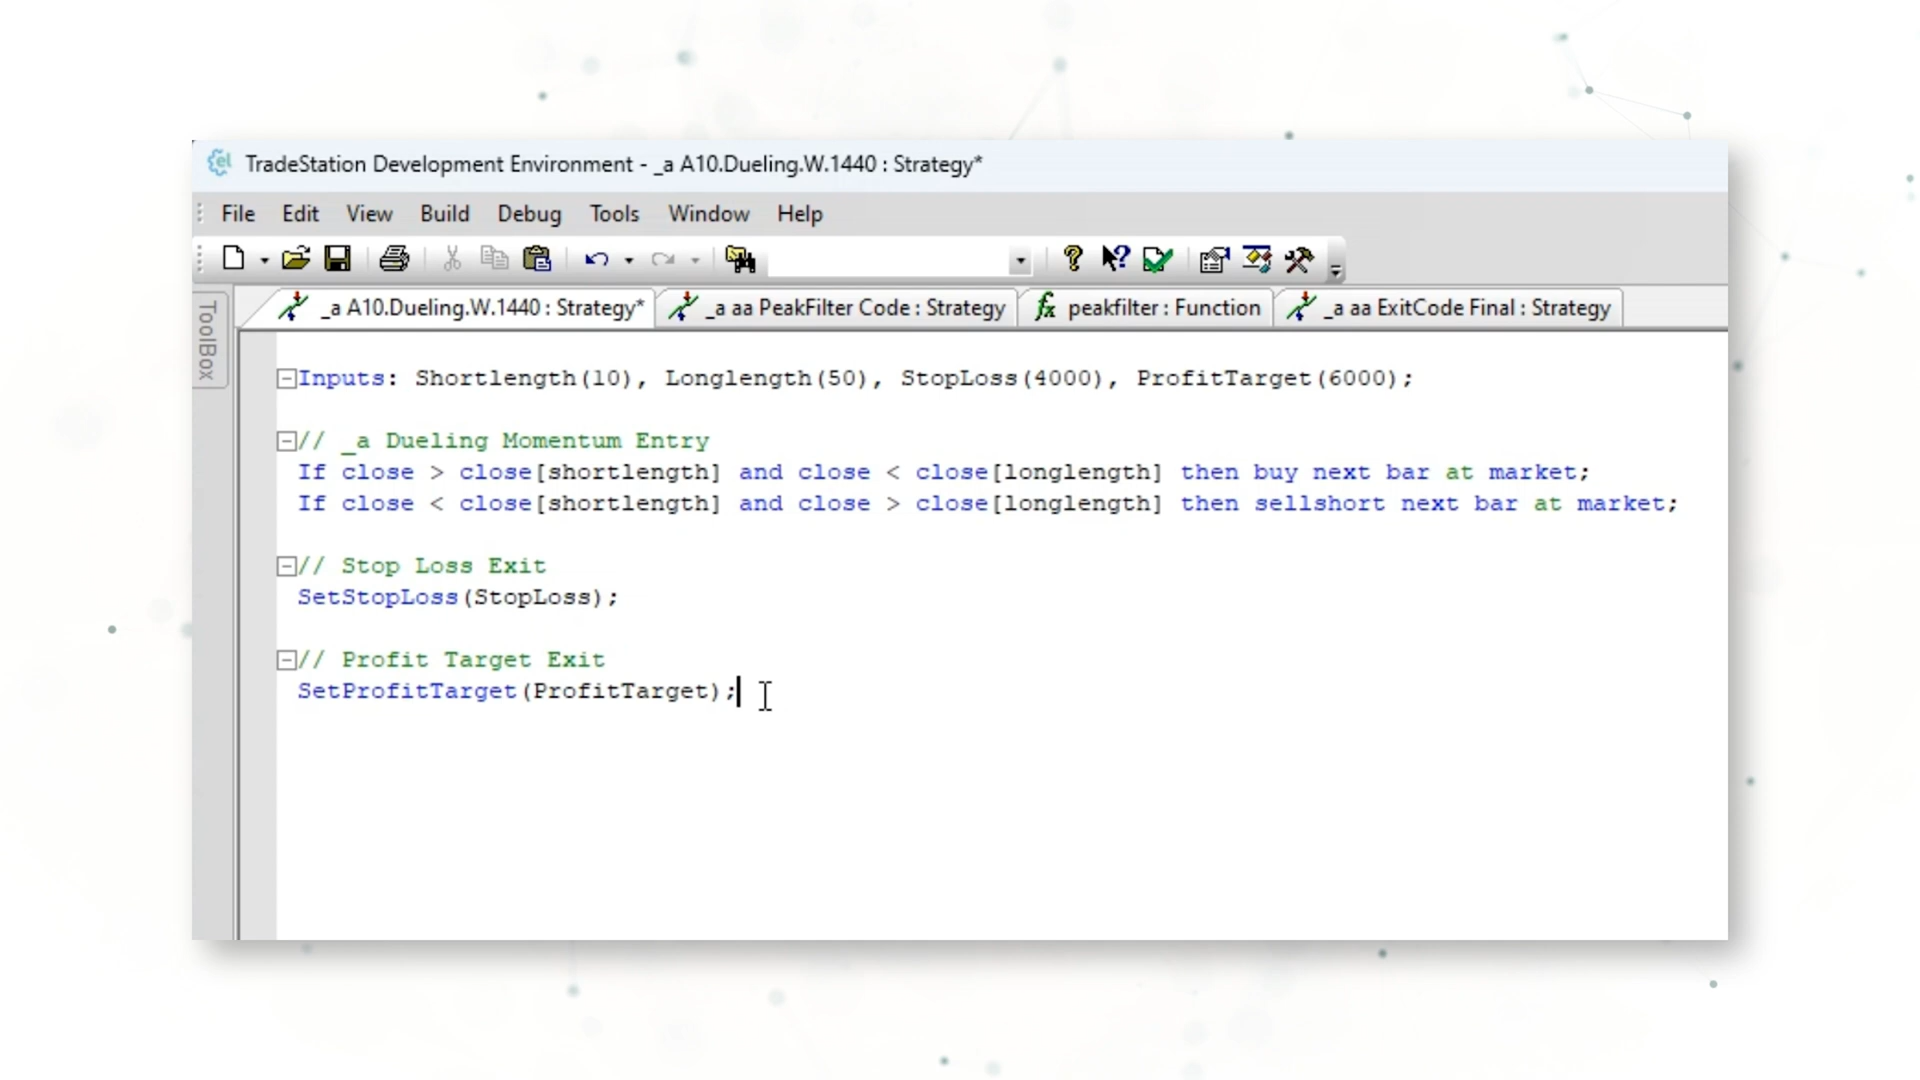 TradeStation Development Environment - _a A10.Dueling.W.1440 : Strategy*
File Edit View Build Debug Tools Window Help
_a A10.Dueling.W.1440 : Strategy* _a aa PeakFilter Code : Strategy peakfilter : Function _a aa ExitCode Final : Strategy
ToolBox
Inputs: Shortlength(10), Longlength(50), StopLoss(4000), ProfitTarget(6000);
// _a Dueling Momentum Entry
If close > close[shortlength] and close < close[longlength] then buy next bar at market;
If close < close[shortlength] and close > close[longlength] then sellshort next bar at market;
// Stop Loss Exit
SetStopLoss(StopLoss);
// Profit Target Exit
SetProfitTarget(ProfitTarget);